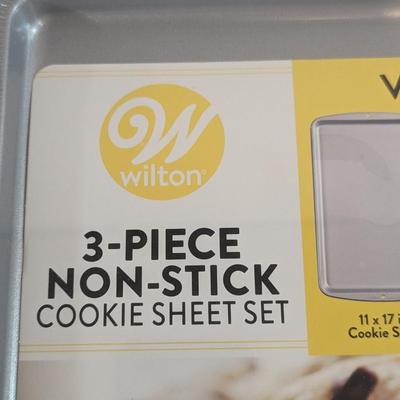 wilton®
3-PIECE
NON-STICK
COOKIE SHEET SET
11 x 17
Cookie